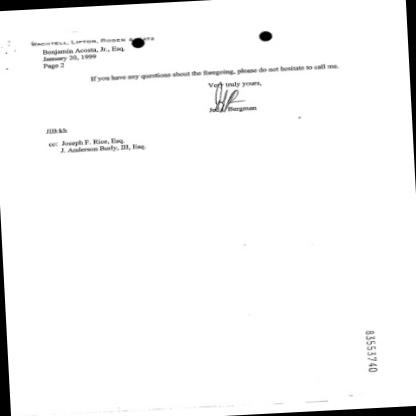 WACHTELL, LIPTON, ROSEN & KATZ
Benjamin Acosta, Jr., Esq.
January 20, 1999
Page 2
If you have any questions about the foregoing, please do not hesitate to call me.
Very truly yours,
Bergman
JHB:kh
cc: Joseph F. Rice, Esq.
J. Anderson Berly, III, Esq.
83553740